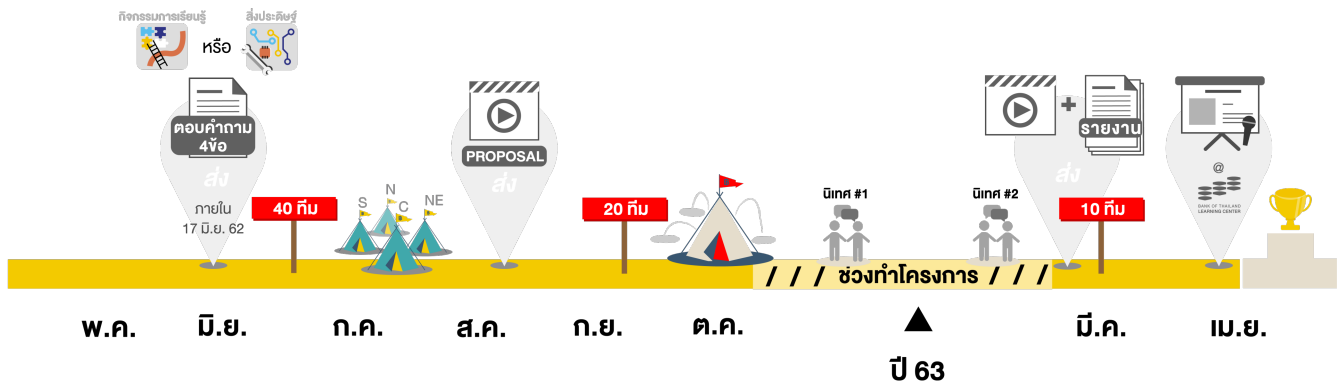 กิจกรรมการเรียนรู้
หรือ
สิ่งประดิษฐ์
ตอบคำถาม
4ข้อ
ส่ง
ภายใน
17 มิ.ย. 62
40 ทีม
S
N
C
NE
PROPOSAL
ส่ง
20 ทีม
นิเทศ #1
นิเทศ #2
+
รายงาน
ส่ง
10 ทีม
@
BANK OF THAILAND
LEARNING CENTER
/ / / ช่วงทำโครงการ / / /
พ.ค.
มิ.ย.
ก.ค.
ส.ค.
ก.ย.
ต.ค.
มี.ค.
เม.ย.
ปี 63